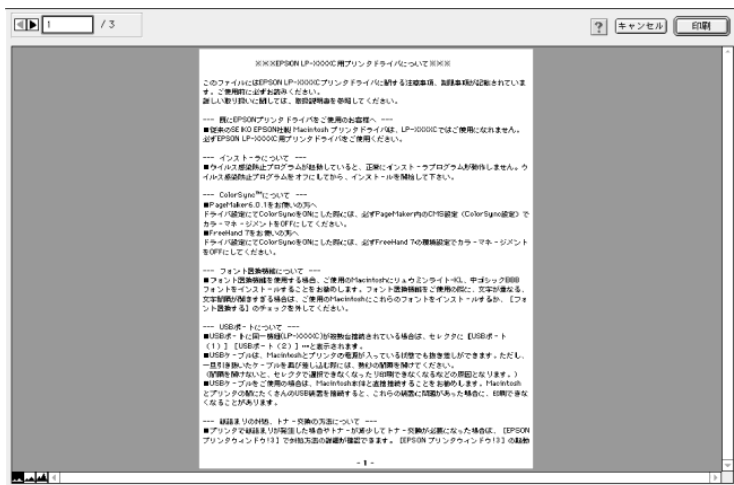 1 / 3 ? キャンセル 印刷
※※※EPSON LP-XXXXC 用プリンタドライバについて※※※
このファイルにはEPSON LP-XXXXCプリンタドライバに関する注意事項、制限事項が記載されていま
す。ご使用前に必ずお読みください。
詳しい取り扱いに関しては、取扱説明書を参照してください。
--- 既にEPSONプリンタドライバをご使用のお客様へ ---
■従来のSEIKO EPSON社製 Macintosh プリンタドライバは、LP-XXXXCではご使用になれません。
必ずEPSON LP-XXXXC 用プリンタドライバをご使用ください。
--- インストーラについて ---
■ウイルス感染防止プログラムが起動していると、正常にインストーラプログラムが動作しません。ウ
イルス感染防止プログラムをオフにしてから、インストールを開始して下さい。
--- ColorSync™について ---
■PageMaker6.0.1をお使いの方へ
ドライバ設定にてColorSyncをONにした際には、必ずPageMaker内のCMS設定（ColorSync設定）で
カラーマネージメントをOFFにしてください。
■FreeHand 7をお使いの方へ
ドライバ設定にてColorSyncをONにした際には、必ずFreeHand 7の環境設定でカラーマネージメント
をOFFにしてください。
--- フォント置換機能について ---
■フォント置換機能を使用する場合、ご使用のMacintoshにリュウミンライト-KL、中ゴシックBBB
フォントをインストールすることをお勧めします。フォント置換機能をご使用の際に、文字が重なる、
文字間隔が開きすぎる場合は、ご使用のMacintoshにこれらのフォントをインストールするか、［フォ
ント置換する］のチェックを外してください。
--- USBポートについて ---
■USBポートに同一機種(LP-XXXXC)が複数台接続されている場合は、セレクタに【USBポート
（1）】【USBポート（2）】…と表示されます。
■USBケーブルは、Macintoshとプリンタの電源が入っている状態でも抜き差しができます。ただし、
一旦引き抜いたケーブルを再び差し込む際には、数秒の間隔を開けてください。
（間隔を開けないと、セレクタで選択できなくなったり印刷できなくなるなどの原因となります。）
■USBケーブルをご使用の場合は、Macintosh本体と直接接続することをお勧めします。Macintosh
とプリンタの間にたくさんのUSB装置を接続すると、これらの装置に問題があった場合に、印刷できな
くなることがあります。
--- 紙詰まりの対処、トナー交換の方法について ---
■プリンタで紙詰まりが発生した場合やトナーが減少してトナー交換が必要になった場合は、［EPSON
プリンタウィンドウ!3］で対処方法の詳細が確認できます。［EPSON プリンタウィンドウ!3］の起動
- 1 -